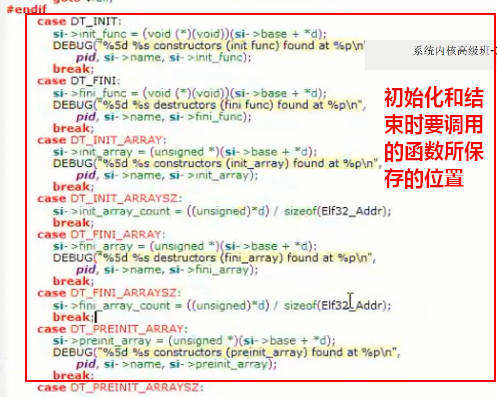 #endif
case DT_INIT:
si->init_func = (void (*)(void))(si->base + *d);
DEBUG("%5d %s constructors (init func) found at %p\n"
pid, si->name, si->init_func);
break;
case DT_FINI:
si->fini_func = (void (*)(void))(si->base + *d);
DEBUG("%5d %s destructors (fini func) found at %p\n",
pid, si->name, si->fini_func);
break;
case DT_INIT_ARRAY:
si->init_array = (unsigned *)(si->base + *d);
DEBUG("%5d %s constructors (init_array) found at %p\n",
pid, si->name, si->init_array);
break;
case DT_INIT_ARRAYSZ:
si->init_array_count = ((unsigned)*d) / sizeof(Elf32_Addr);
break;
case DT_FINI_ARRAY:
si->fini_array = (unsigned *)(si->base + *d);
DEBUG("%5d %s destructors (fini_array) found at %p\n",
pid, si->name, si->fini_array);
break;
case DT_FINI_ARRAYSZ:
si->fini_array_count = ((unsigned)*d) / sizeof(Elf32_Addr);
break;
case DT_PREINIT_ARRAY:
si->preinit_array = (unsigned *)(si->base + *d);
DEBUG("%5d %s constructors (preinit_array) found at %p\n",
pid, si->name, si->preinit_array);
break;
case DT_PREINIT_ARRAYSZ:
系统内核高级班-
初始化和结
束时要调用
的函数所保
存的位置